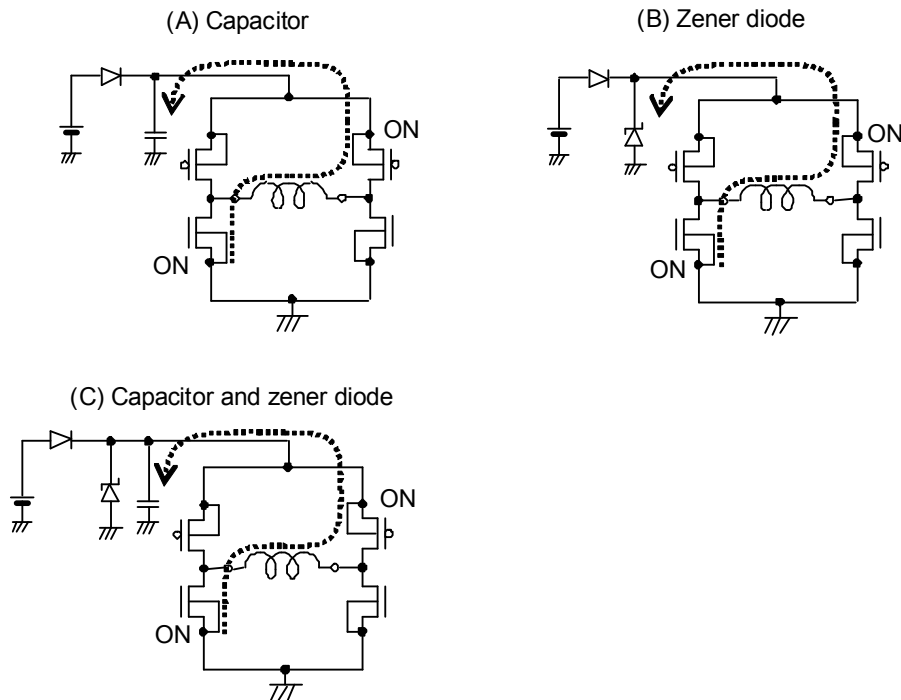 (A) Capacitor
(B) Zener diode
ON
ON
ON
ON
(C) Capacitor and zener diode
ON
ON